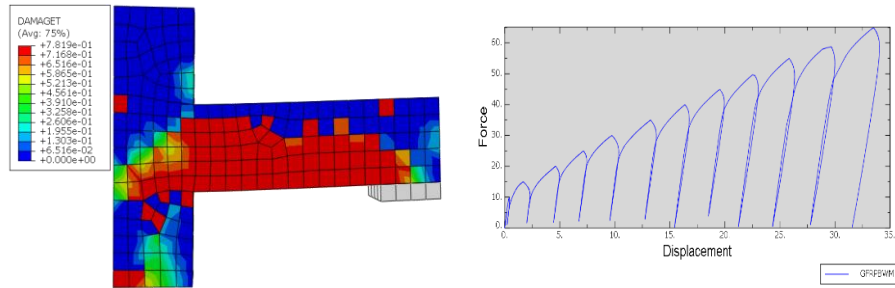 DAMAGET
(Avg: 75%)
+7.819e-01
+7.168e-01
+6.516e-01
+5.865e-01
+5.213e-01
+4.561e-01
+3.910e-01
+3.258e-01
+2.606e-01
+1.955e-01
+1.303e-01
+6.516e-02
+0.000e+00
60.
50.
40.
30.
20.
10.
0.
Force
0. 5. 10. 15. 20. 25. 30. 35.
Displacement
GFRPBWM